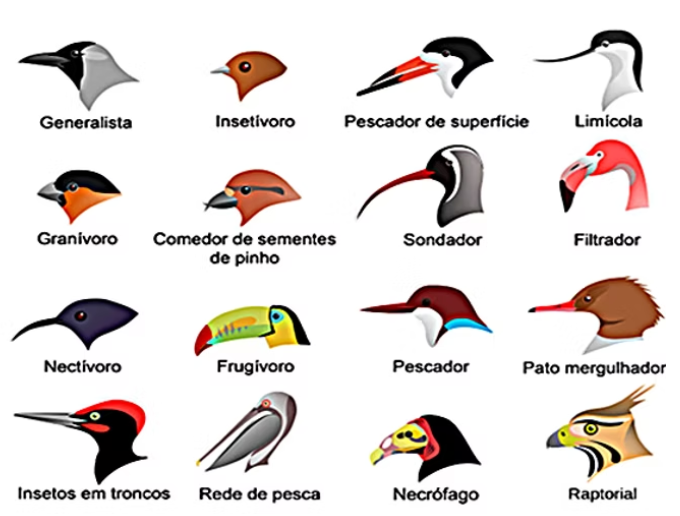 Generalista
Insetívoro
Pescador de superfície
Limícola
Granívoro
Comedor de sementes
de pinho
Sondador
Filtrador
Nectívoro
Frugívoro
Pescador
Pato mergulhador
Insetos em troncos
Rede de pesca
Necrófago
Raptorial